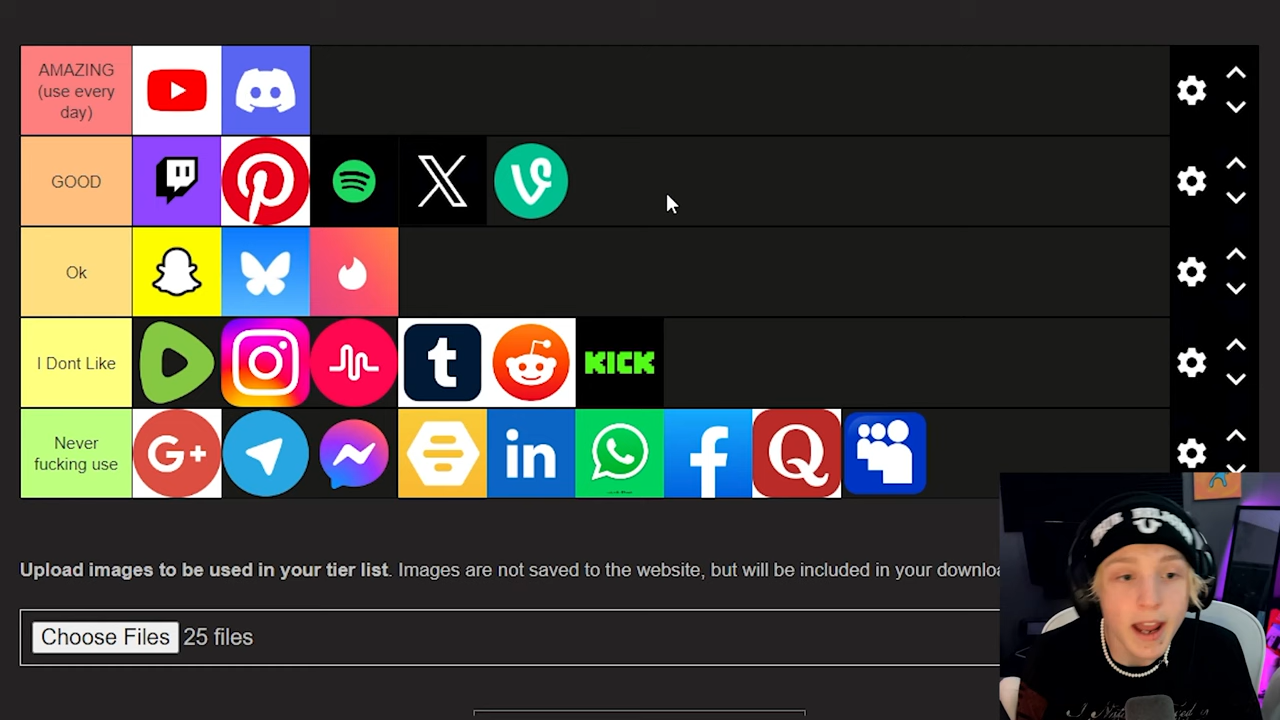 AMAZING
(use every
day)
GOOD
Ok
I Dont Like
KICK
Never
fucking use
G+
in
f
Q
Upload images to be used in your tier list. Images are not saved to the website, but will be included in your downlo
Choose Files 25 files